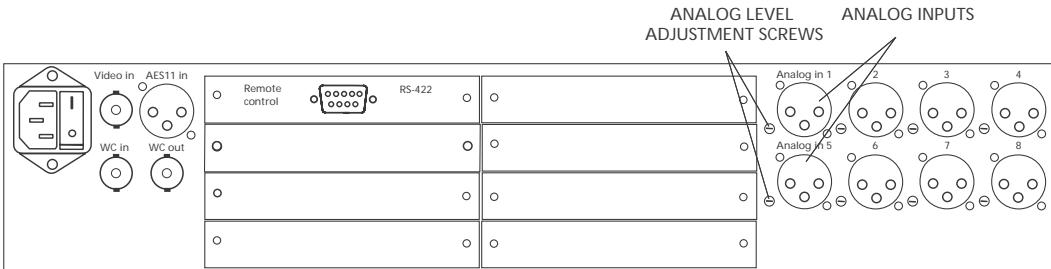 ANALOG LEVEL
ADJUSTMENT SCREWS
ANALOG INPUTS
Video in
AES11 in
Remote
control
RS-422
Analog in 1
2
3
4
WC in
WC out
Analog in 5
6
7
8